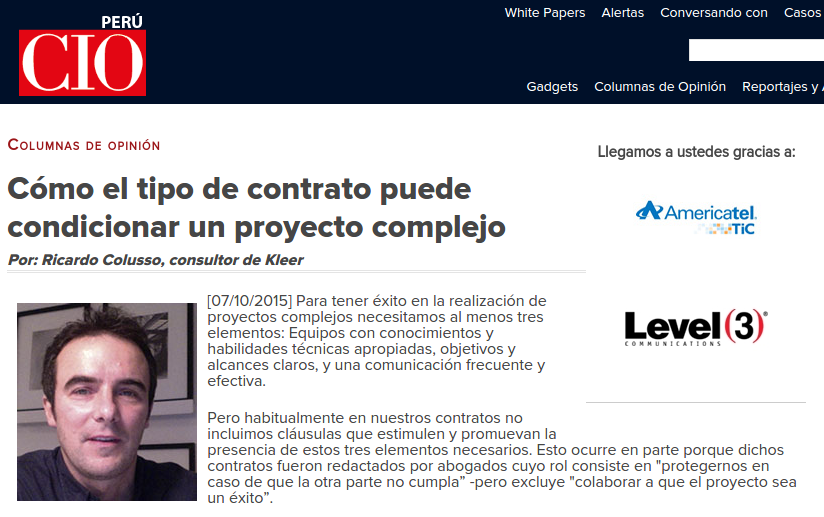 PERÚ
CIO
White Papers Alertas Conversando con Casos
Gadgets Columnas de Opinión Reportajes y
COLUMNAS DE OPINIÓN
Cómo el tipo de contrato puede
condicionar un proyecto complejo
Por: Ricardo Colusso, consultor de Kleer
[07/10/2015] Para tener éxito en la realización de
proyectos complejos necesitamos al menos tres
elementos: Equipos con conocimientos y
habilidades técnicas apropiadas, objetivos y
alcances claros, y una comunicación frecuente y
efectiva.
Pero habitualmente en nuestros contratos no
incluimos cláusulas que estimulen y promuevan la
presencia de estos tres elementos necesarios. Esto ocurre en parte porque dichos
contratos fueron redactados por abogados cuyo rol consiste en "protegernos en
caso de que la otra parte no cumpla” -pero excluye "colaborar a que el proyecto sea
un éxito”.
Llegamos a ustedes gracias a:
Americatel
TiC
Level (3)®
COMMUNICATIONS